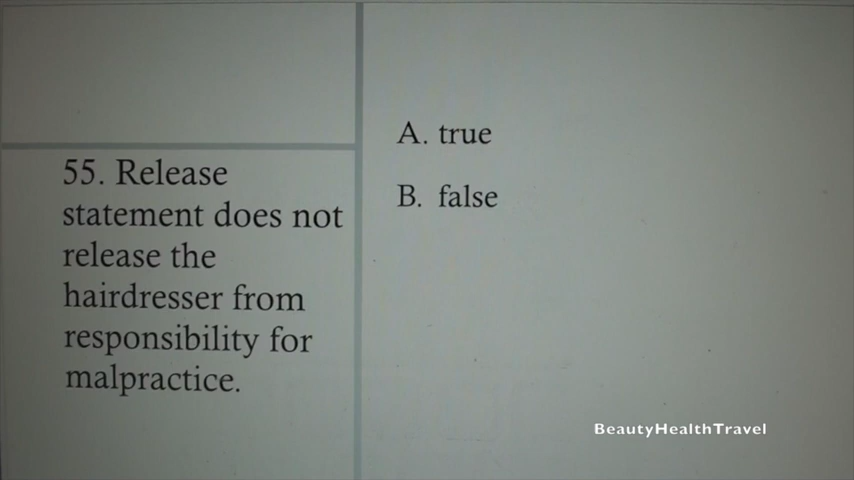 55. Release
statement does not
release the
hairdresser from
responsibility for
malpractice.
A. true
B. false
BeautyHealthTravel